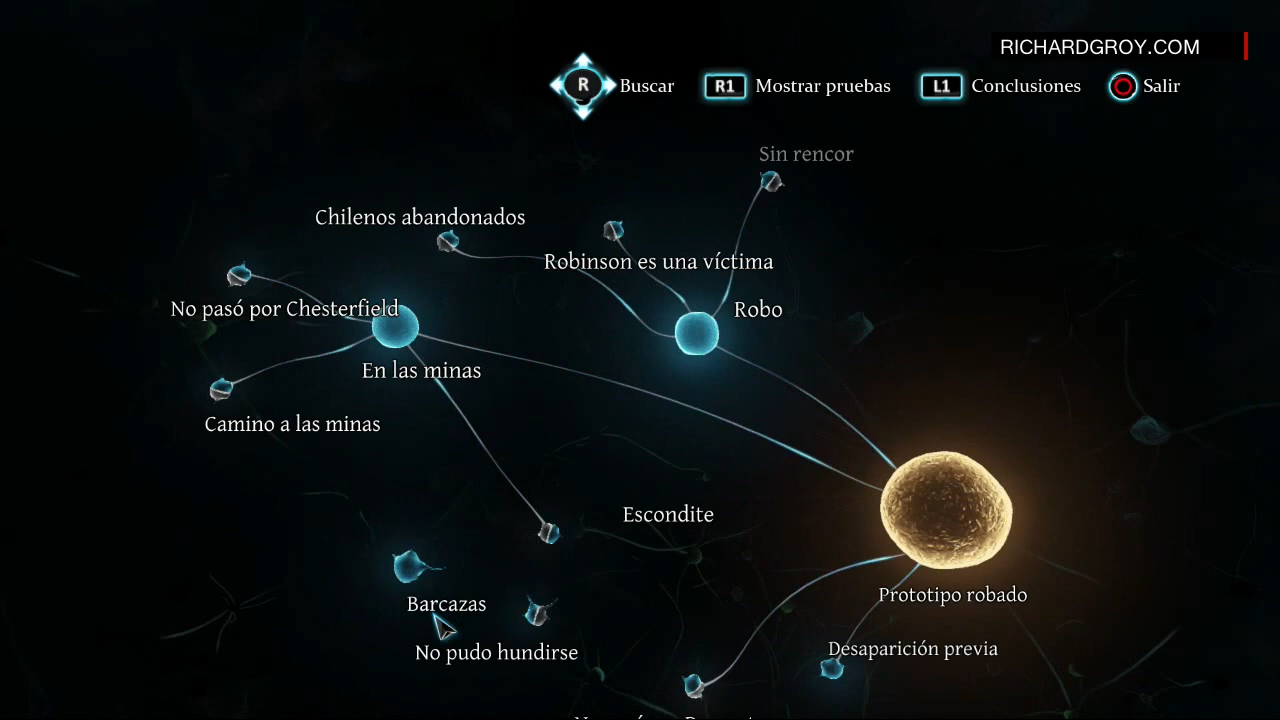 RICHARDGROY.COM
R Buscar R1 Mostrar pruebas L1 Conclusiones Salir
Sin rencor
Chilenos abandonados
Robinson es una víctima
No pasó por Chesterfield
Robo
En las minas
Camino a las minas
Escondite
Prototipo robado
Barcazas
Desaparición previa
No pudo hundirse